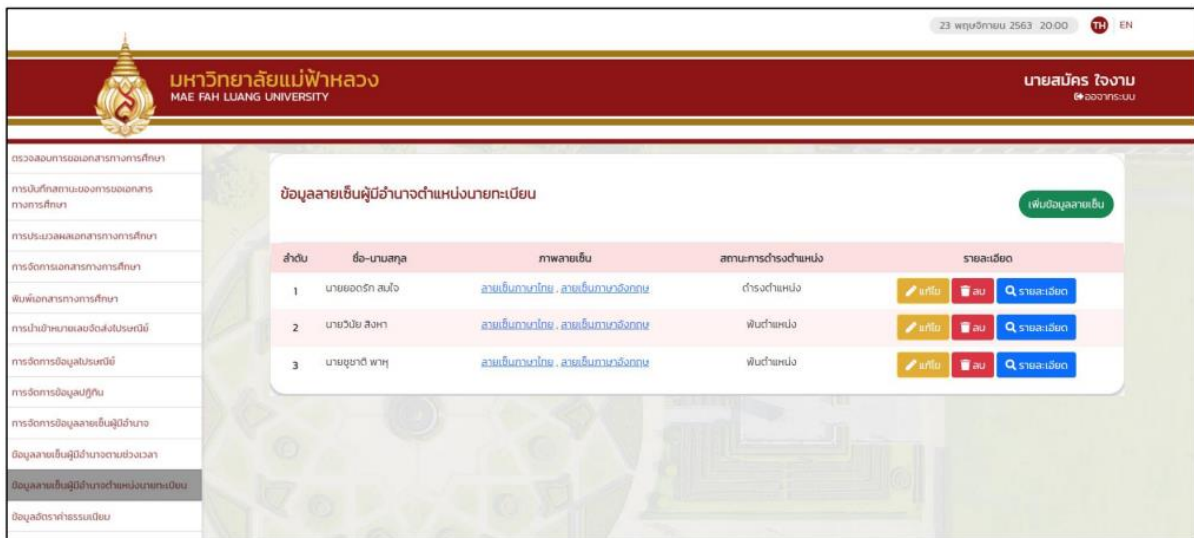 23 พฤศจิกายน 2563 20:00 TH EN
มหาวิทยาลัยแม่ฟ้าหลวง
MAE FAH LUANG UNIVERSITY
นายสมัคร ใจงาม
ออจากระบบ
ตรวจสอบการขอเอกสารทางการศึกษา
การบันทึกสถานะของการขอเอกสาร
ทางการศึกษา
การประมวลผลเอกสารทางการศึกษา
การจัดการเอกสารทางการศึกษา
พิมพ์เอกสารทางการศึกษา
การนำเข้าหมายเลขจัดส่งไปรษณีย์
การจัดการข้อมูลไปรษณีย์
การจัดการข้อมูลปฏิทิน
การจัดการข้อมูลลายเซ็นผู้มีอำนาจ
ข้อมูลลายเซ็นผู้มีอำนาจตามช่วงเวลา
ข้อมูลลายเซ็นผู้มีอำนาจตำแหน่งนายทะเบียน
ข้อมูลอัตราค่าธรรมเนียม
ข้อมูลลายเซ็นผู้มีอำนาจตำแหน่งนายทะเบียน
เพิ่มข้อมูลลายเซ็น
ลำดับ ชื่อ-นามสกุล ภาพลายเซ็น สถานะการดำรงตำแหน่ง รายละเอียด
1 นายยอดรัก สมใจ ลายเซ็นภาษาไทย , ลายเซ็นภาษาอังกฤษ ดำรงตำแหน่ง แก้ไข ลบ รายละเอียด
2 นายวินัย สิงหา ลายเซ็นภาษาไทย , ลายเซ็นภาษาอังกฤษ พ้นตำแหน่ง แก้ไข ลบ รายละเอียด
3 นายชูชาติ พาหุ ลายเซ็นภาษาไทย , ลายเซ็นภาษาอังกฤษ พ้นตำแหน่ง แก้ไข ลบ รายละเอียด